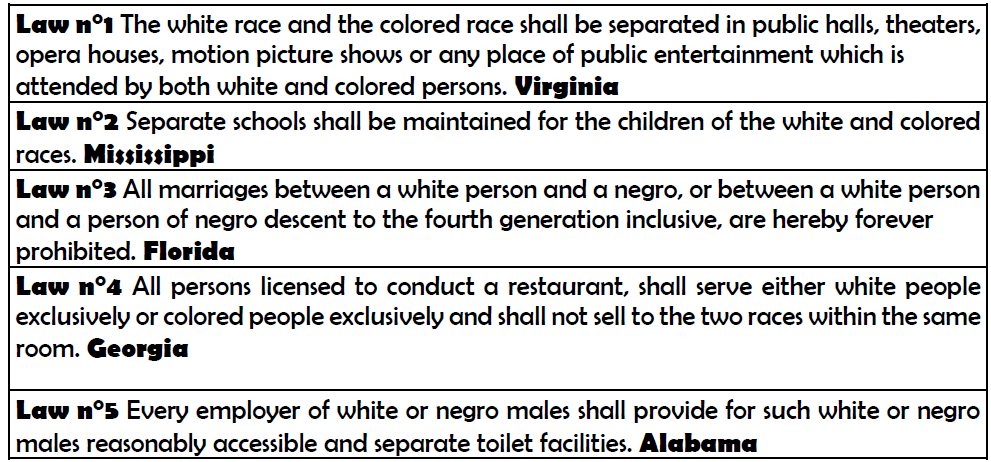 Law n°1 The white race and the colored race shall be separated in public halls, theaters,
opera houses, motion picture shows or any place of public entertainment which is
attended by both white and colored persons. Virginia
Law n°2 Separate schools shall be maintained for the children of the white and colored
races. Mississippi
Law n°3 All marriages between a white person and a negro, or between a white person
and a person of negro descent to the fourth generation inclusive, are hereby forever
prohibited. Florida
Law n°4 All persons licensed to conduct a restaurant, shall serve either white people
exclusively or colored people exclusively and shall not sell to the two races within the same
room. Georgia
Law n°5 Every employer of white or negro males shall provide for such white or negro
males reasonably accessible and separate toilet facilities. Alabama